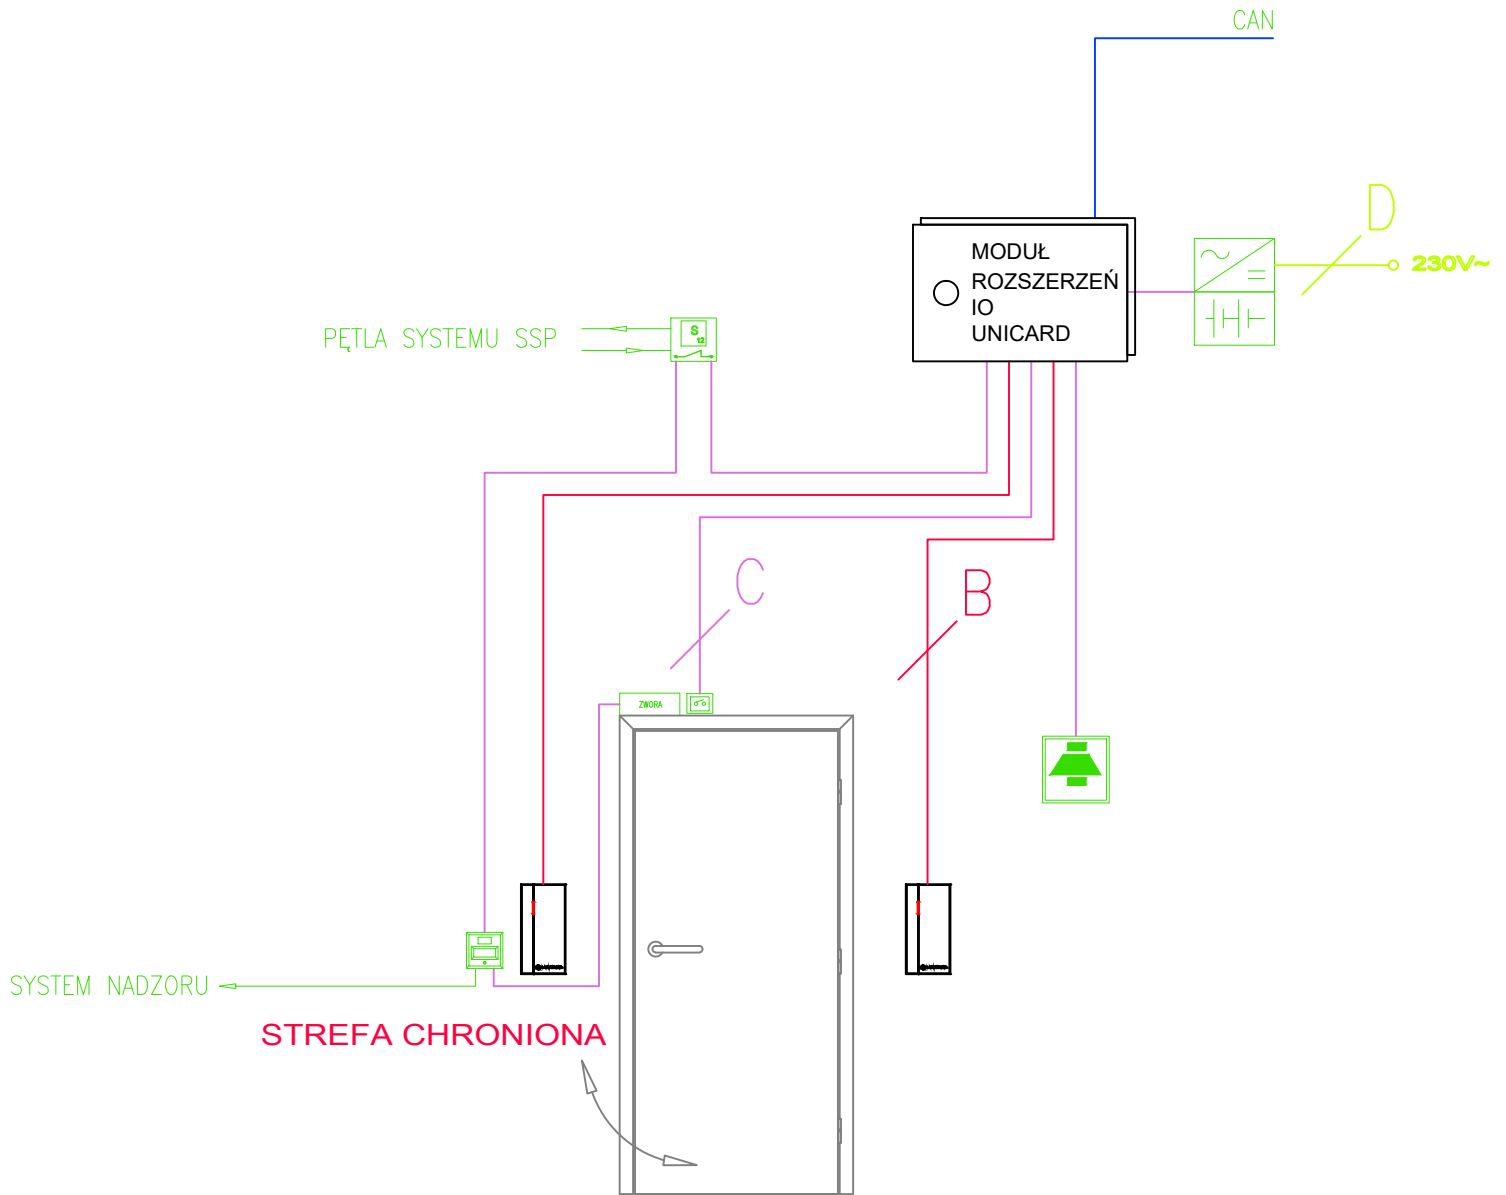 CAN
D
MODUŁ
ROZSZERZEŃ
IO
UNICARD
230V~
PĘTLA SYSTEMU SSP
S
12
C
B
ZWORA
SYSTEM NADZORU
STREFA CHRONIONA